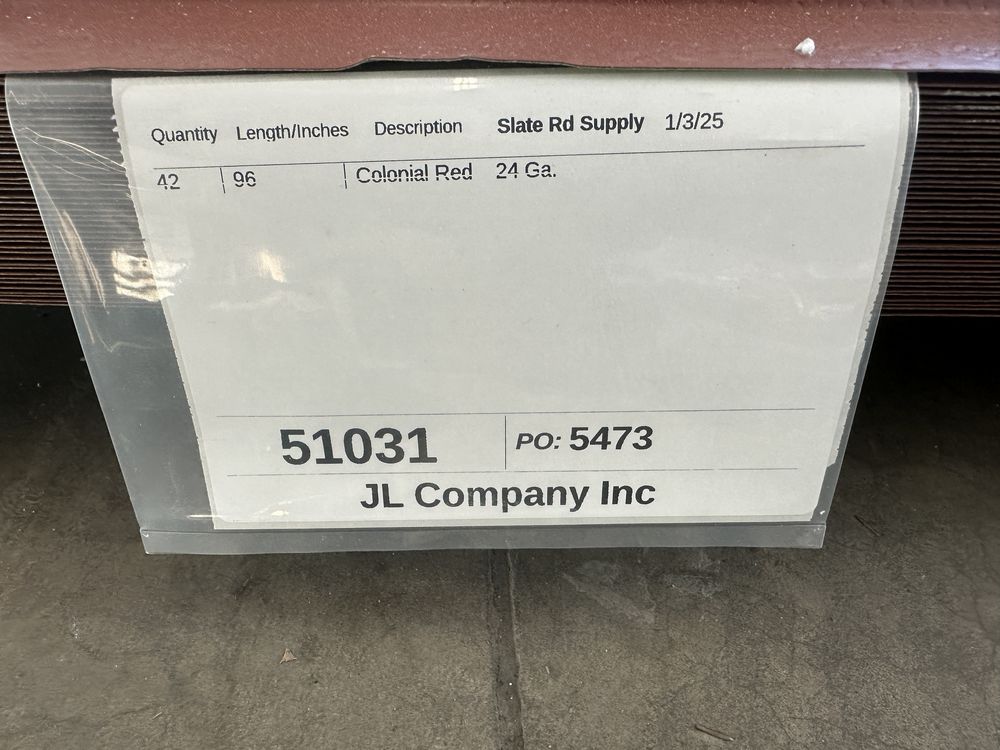 Quantity Length/Inches Description Slate Rd Supply 1/3/25
42 96 Colonial Red 24 Ga.
51031 PO: 5473
JL Company Inc